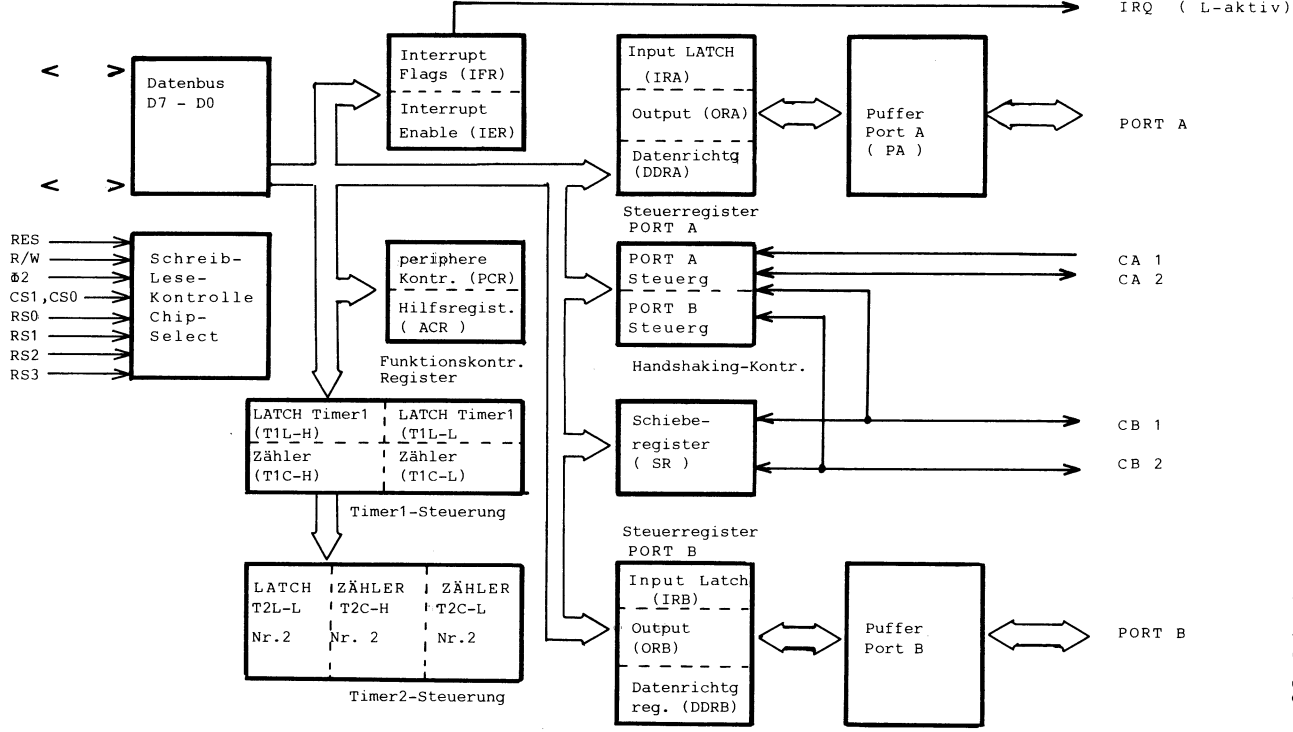 IRQ ( L-aktiv)
Interrupt
Flags (IFR)
Interrupt
Enable (IER)
Input LATCH
(IRA)
Output (ORA)
Datenrichtg
(DDRA)
Puffer
Port A
( PA )
PORT A
Datenbus
D7 - D0
< >
< >
Steuerregister
PORT A
RES
R/W
Φ2
CS1,CS0
RS0
RS1
RS2
RS3
Schreib-
Lese-
Kontrolle
Chip-
Select
periphere
Kontr. (PCR)
Hilfsregist.
( ACR )
Funktionskontr.
Register
PORT A
Steuerg
PORT B
Steuerg
Handshaking-Kontr.
CA 1
CA 2
LATCH Timer1
(T1L-H)
LATCH Timer1
(T1L-L
Zähler
(T1C-H)
Zähler
(T1C-L)
Timer1-Steuerung
Schiebe-
register
( SR )
CB 1
CB 2
Steuerregister
PORT B
LATCH
T2L-L
Nr.2
ZÄHLER
T2C-H
Nr. 2
ZÄHLER
T2C-L
Nr.2
Timer2-Steuerung
Input Latch
(IRB)
Output
(ORB)
Datenrichtg
reg. (DDRB)
Puffer
Port B
PORT B